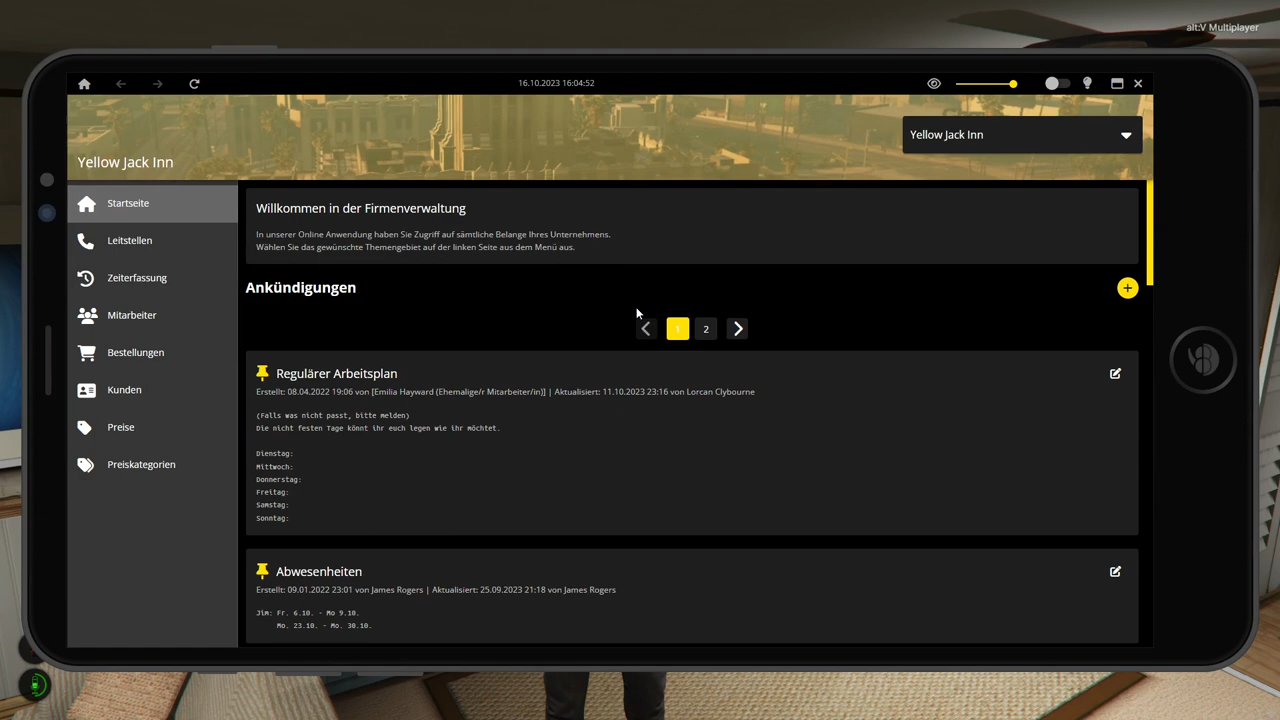 alt:V Multiplayer
16.10.2023 16:04:52
Yellow Jack Inn
Yellow Jack Inn
Startseite
Leitstellen
Zeiterfassung
Mitarbeiter
Bestellungen
Kunden
Preise
Preiskategorien
Willkommen in der Firmenverwaltung
In unserer Online Anwendung haben Sie Zugriff auf sämtliche Belange Ihres Unternehmens.
Wählen Sie das gewünschte Themengebiet auf der linken Seite aus dem Menü aus.
Ankündigungen
1 2
Regulärer Arbeitsplan
Erstellt: 08.04.2022 19:06 von [Emilia Hayward (Ehemalige/r Mitarbeiter/in)] | Aktualisiert: 11.10.2023 23:16 von Lorcan Clybourne
(Falls was nicht passt, bitte melden)
Die nicht festen Tage könnt ihr euch legen wie ihr möchtet.
Dienstag:
Mittwoch:
Donnerstag:
Freitag:
Samstag:
Sonntag:
Abwesenheiten
Erstellt: 09.01.2022 23:01 von James Rogers | Aktualisiert: 25.09.2023 21:18 von James Rogers
Jim: Fr. 6.10. - Mo 9.10.
Mo. 23.10. - Mo. 30.10.